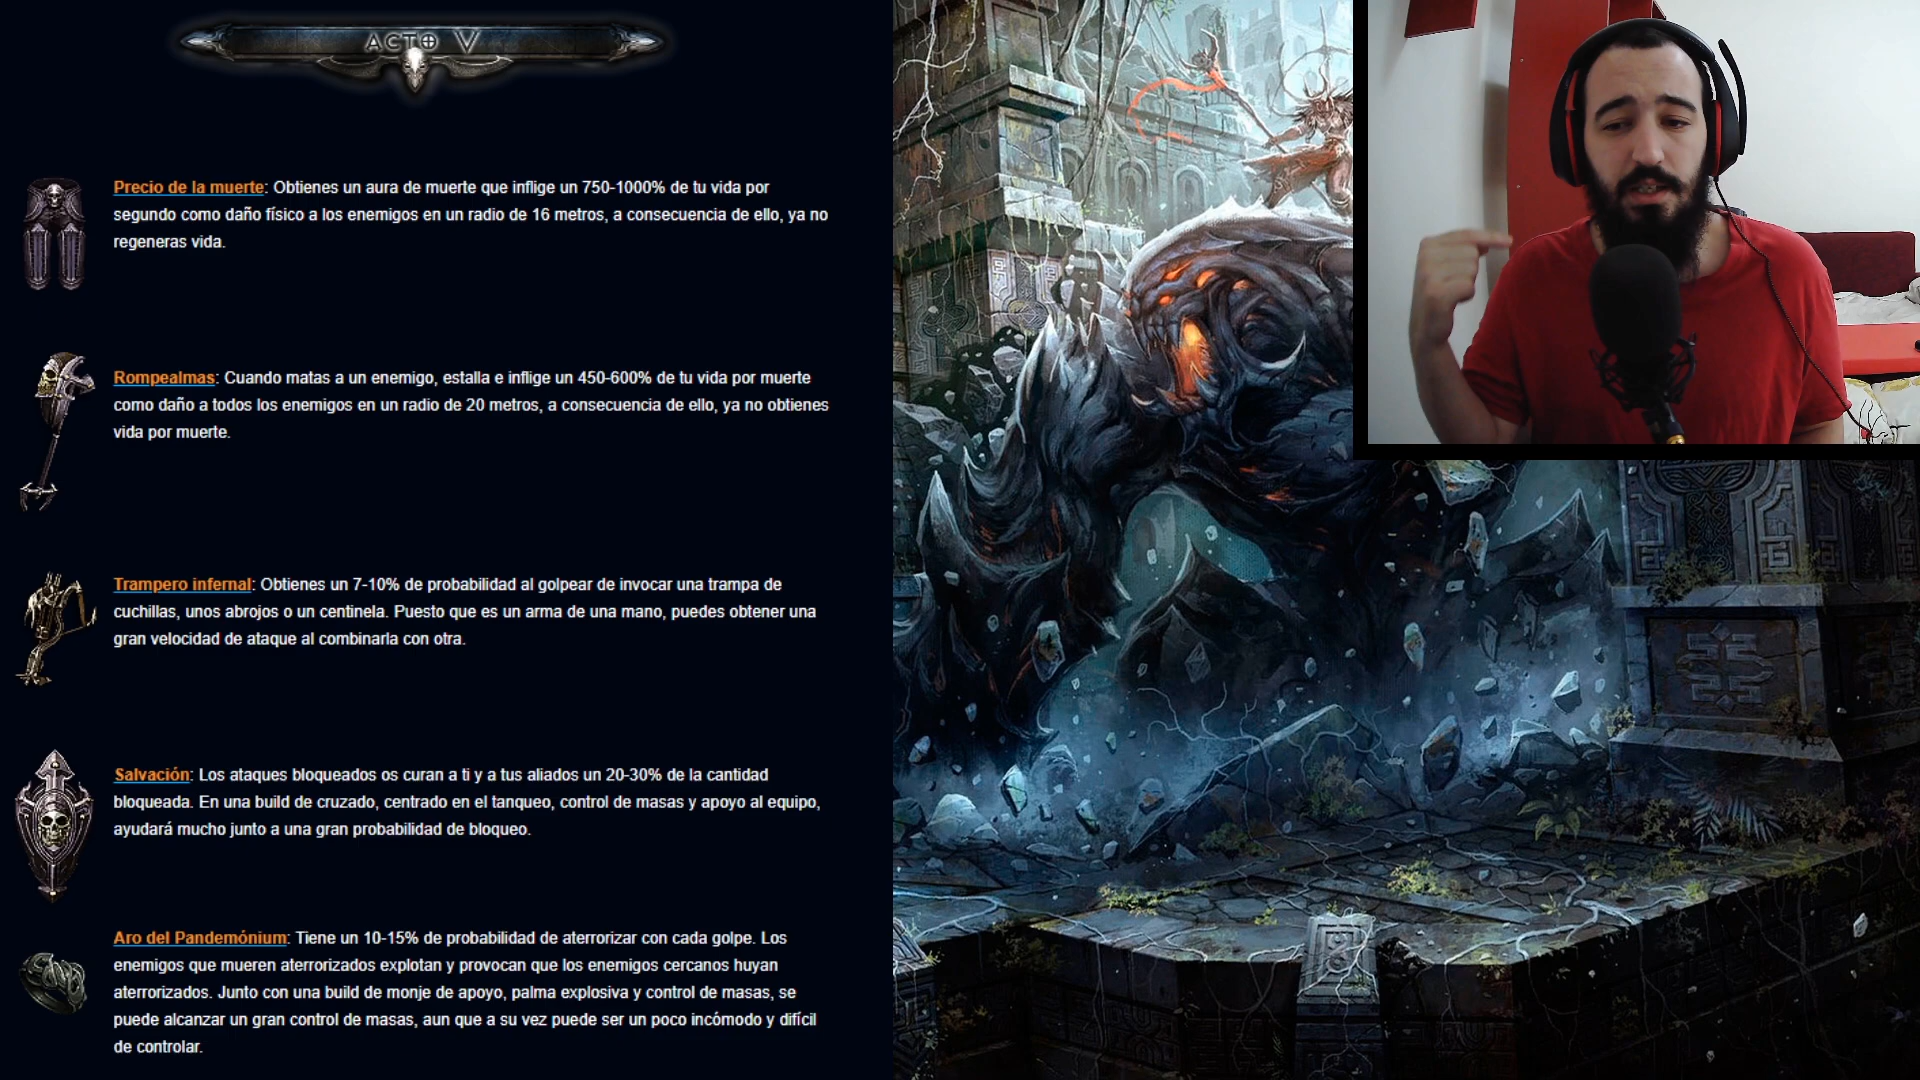 ACTO V
Precio de la muerte: Obtienes un aura de muerte que inflige un 750-1000% de tu vida por
segundo como daño físico a los enemigos en un radio de 16 metros, a consecuencia de ello, ya no
regeneras vida.
Rompealmas: Cuando matas a un enemigo, estalla e inflige un 450-600% de tu vida por muerte
como daño a todos los enemigos en un radio de 20 metros, a consecuencia de ello, ya no obtienes
vida por muerte.
Trampero infernal: Obtienes un 7-10% de probabilidad al golpear de invocar una trampa de
cuchillas, unos abrojos o un centinela. Puesto que es un arma de una mano, puedes obtener una
gran velocidad de ataque al combinarla con otra.
Salvación: Los ataques bloqueados os curan a ti y a tus aliados un 20-30% de la cantidad
bloqueada. En una build de cruzado, centrado en el tanqueo, control de masas y apoyo al equipo,
ayudará mucho junto a una gran probabilidad de bloqueo.
Aro del Pandemónium: Tiene un 10-15% de probabilidad de aterrorizar con cada golpe. Los
enemigos que mueren aterrorizados explotan y provocan que los enemigos cercanos huyan
aterrorizados. Junto con una build de monje de apoyo, palma explosiva y control de masas, se
puede alcanzar un gran control de masas, aun que a su vez puede ser un poco incómodo y difícil
de controlar.